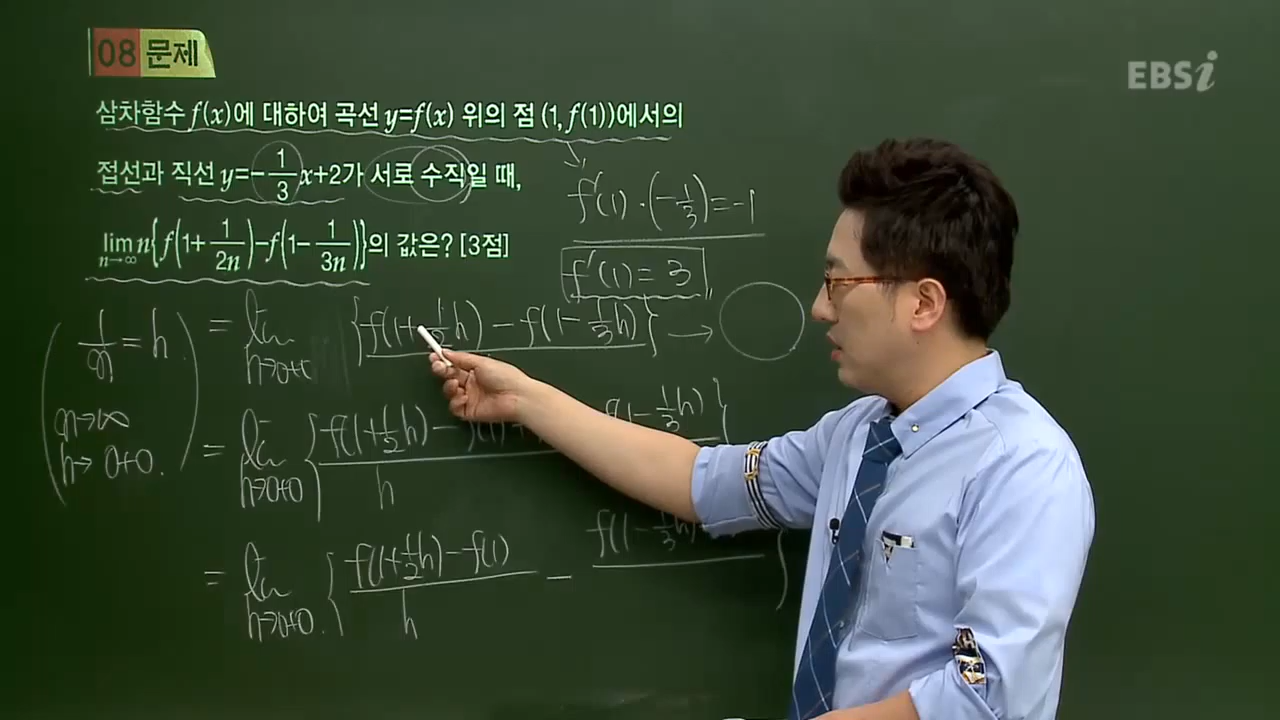 08 문제
EBSi
삼차함수 f(x)에 대하여 곡선 y=f(x) 위의 점 (1, f(1))에서의
접선과 직선 y=-1/3x+2가 서로 수직일 때,
lim n→∞ n{f(1+1/2n)-f(1-1/3n)}의 값은? [3점]
f'(1)·(-1/3)=-1
f'(1)=3
1/n=h
n→∞
h→0+0.
= lim h→0+0 {f(1+1/2h)-f(1-1/3h)} →
= lim h→0+0 {f(1+1/2h)-f(1)+ f(1-1/3h)}/h
= lim h→0+0. {f(1+1/2h)-f(1)/h - f(1-1/3h) }